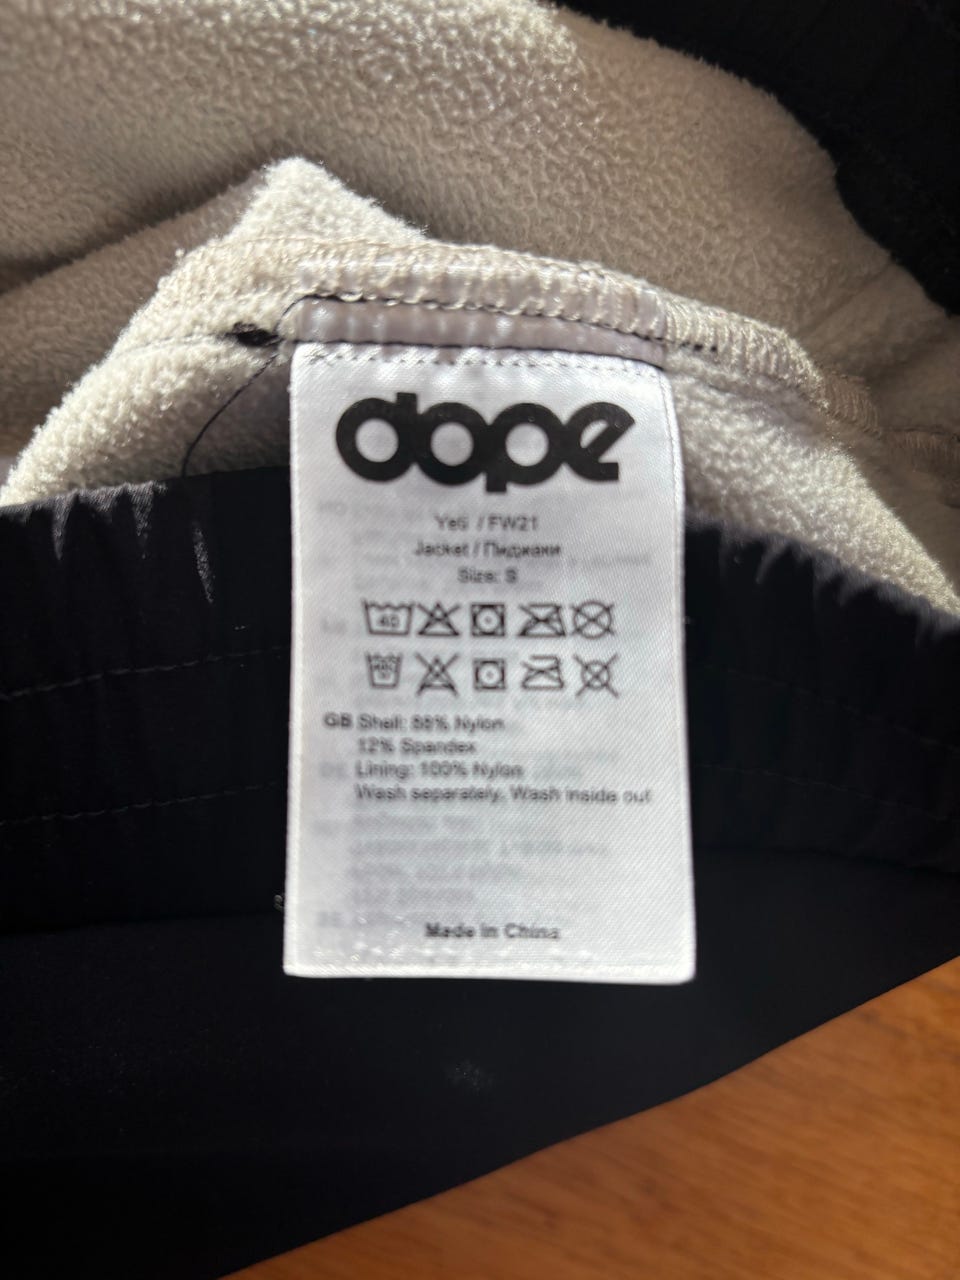 dope
Yeti / FW21
Jacket / Пиджаки
Size: S
40
GB Shell: 88% Nylon
12% Spandex
Lining: 100% Nylon
Wash separately. Wash inside out
Made in China